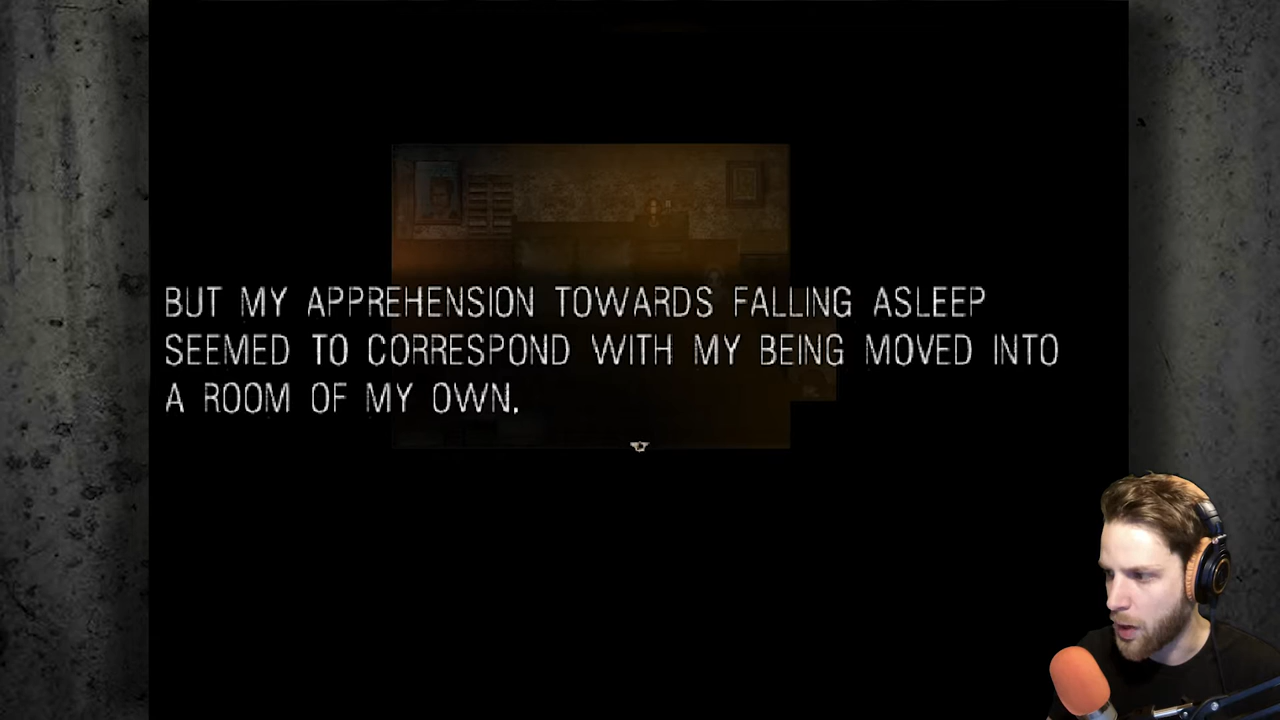 BUT MY APPREHENSION TOWARDS FALLING ASLEEP
SEEMED TO CORRESPOND WITH MY BEING MOVED INTO
A ROOM OF MY OWN.